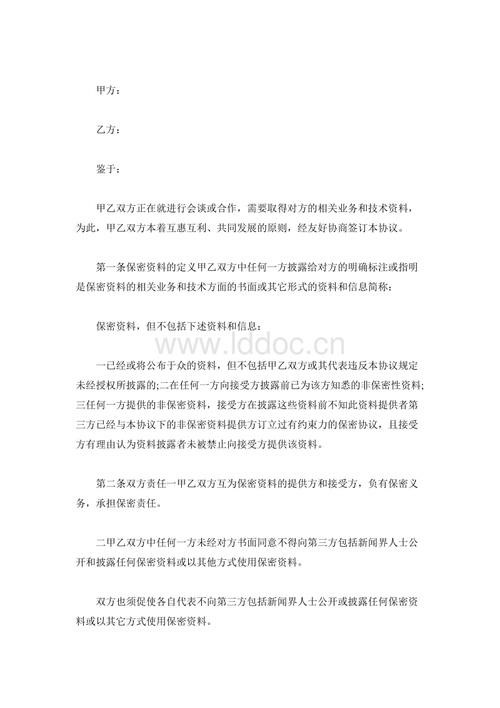 甲方：
乙方：
鉴于：
甲乙双方正在就进行会谈或合作，需要取得对方的相关业务和技术资料，
为此，甲乙双方本着互惠互利、共同发展的原则，经友好协商签订本协议。
第一条保密资料的定义甲乙双方中任何一方披露给对方的明确标注或指明
是保密资料的相关业务和技术方面的书面或其它形式的资料和信息简称：
保密资料，但不包括下述资料和信息：
www.lddoc.cn
一已经或将公布于众的资料，但不包括甲乙双方或其代表违反本协议规定
未经授权所披露的;二在任何一方向接受方披露前已为该方知悉的非保密性资料;
三任何一方提供的非保密资料，接受方在披露这些资料前不知此资料提供者第
三方已经与本协议下的非保密资料提供方订立过有约束力的保密协议，且接受
方有理由认为资料披露者未被禁止向接受方提供该资料。
第二条双方责任一甲乙双方互为保密资料的提供方和接受方，负有保密义
务，承担保密责任。
二甲乙双方中任何一方未经对方书面同意不得向第三方包括新闻界人士公
开和披露任何保密资料或以其他方式使用保密资料。
双方也须促使各自代表不向第三方包括新闻界人士公开或披露任何保密资
料或以其它方式使用保密资料。